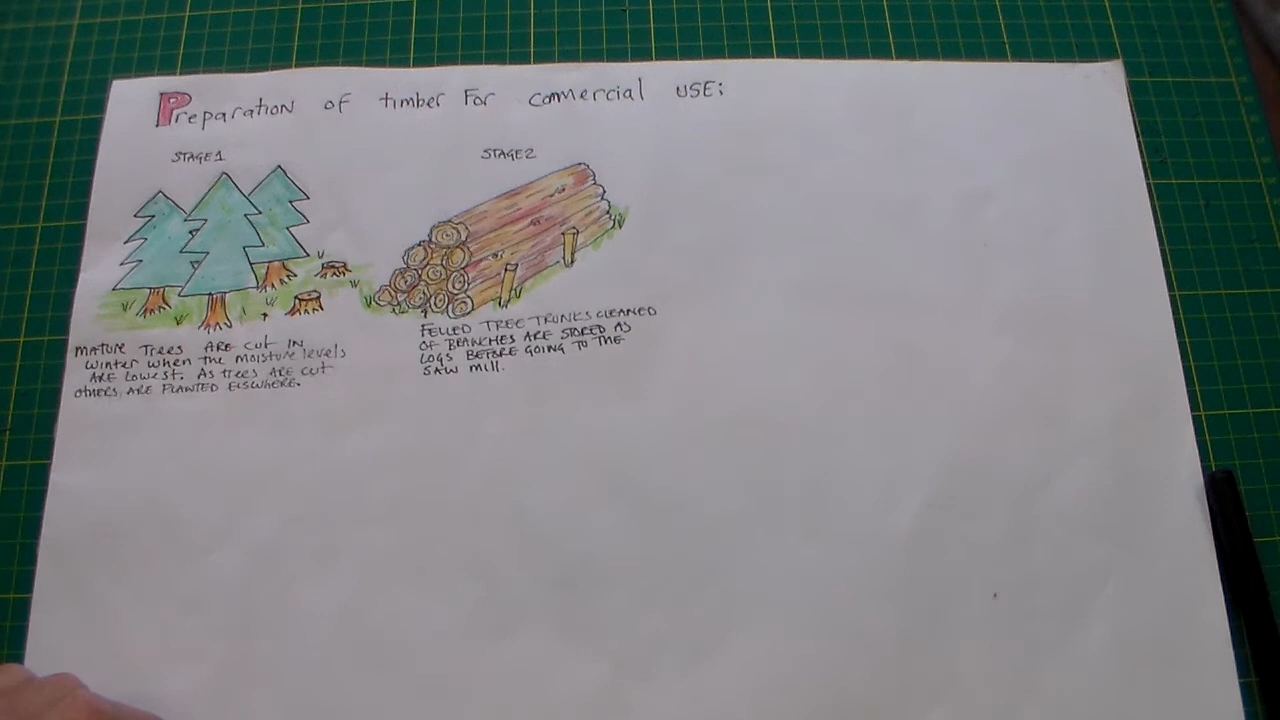 Preparation of timber For commercial USE:
STAGE 1
STAGE 2
MATURE TREES ARE CUT IN
WINTER WHEN THE MOISTURE LEVELS
ARE LOWEST. AS TREES ARE CUT
OTHERS, ARE PLANTED ELSWHERE.
FELLED TREE TRUNKS CLEANED
OF BRANCHES ARE STORED AS
LOGS BEFORE GOING TO THE
SAW MILL.